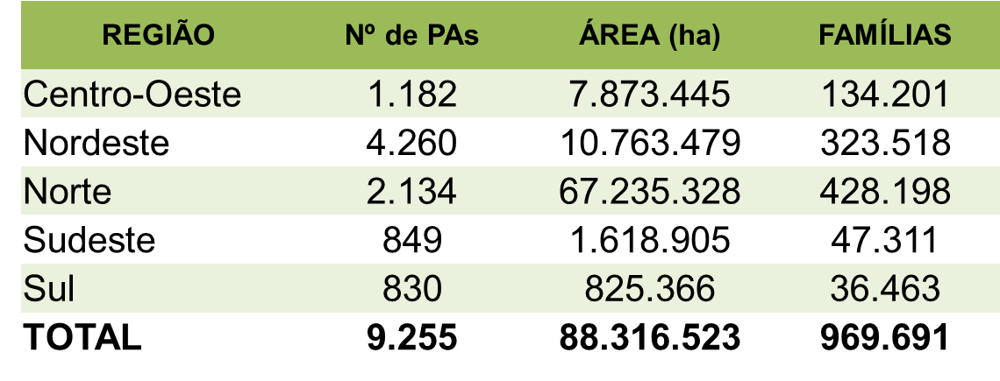 REGIÃO Nº de PAs ÁREA (ha) FAMÍLIAS
Centro-Oeste 1.182 7.873.445 134.201
Nordeste 4.260 10.763.479 323.518
Norte 2.134 67.235.328 428.198
Sudeste 849 1.618.905 47.311
Sul 830 825.366 36.463
TOTAL 9.255 88.316.523 969.691